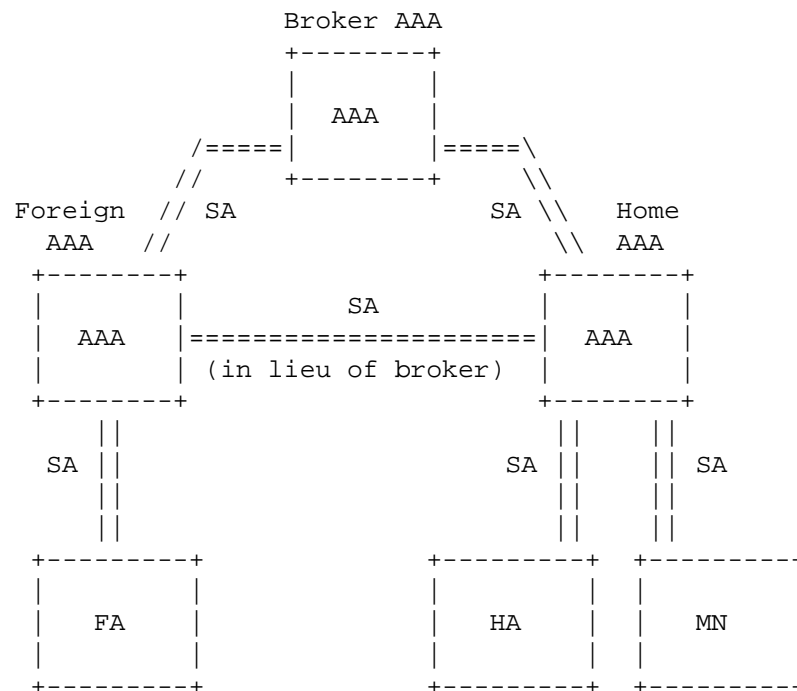 Broker AAA
AAA
Foreign SA SA Home
AAA AAA
SA
AAA AAA
(in lieu of broker)
SA SA SA
FA HA MN